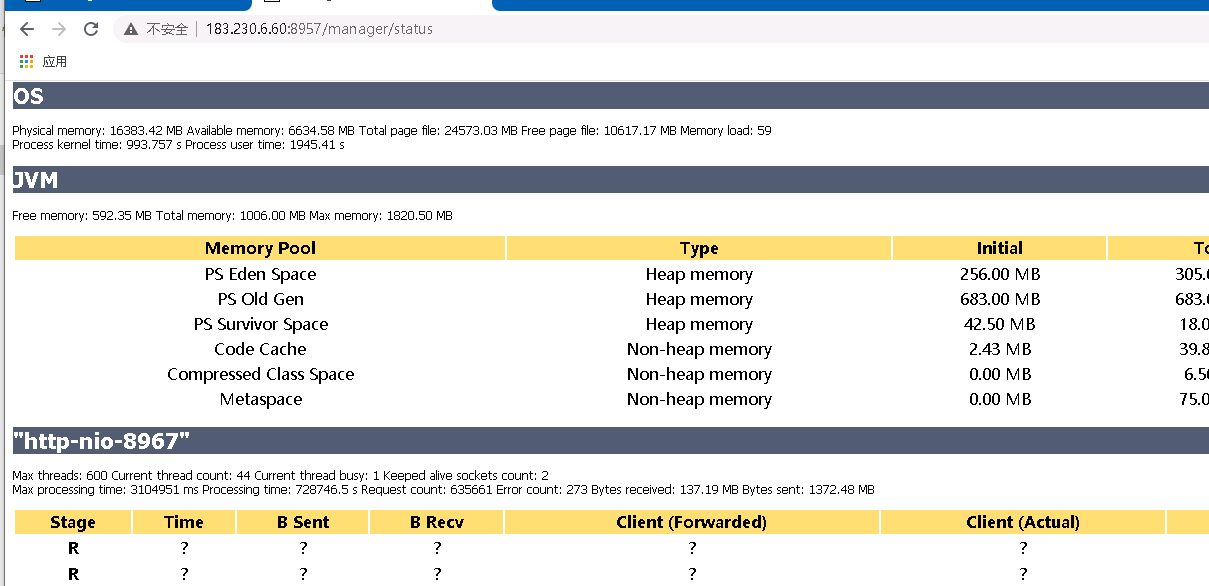 不安全 183.230.6.60:8957/manager/status
应用
OS
Physical memory: 16383.42 MB Available memory: 6634.58 MB Total page file: 24573.03 MB Free page file: 10617.17 MB Memory load: 59
Process kernel time: 993.757 s Process user time: 1945.41 s
JVM
Free memory: 592.35 MB Total memory: 1006.00 MB Max memory: 1820.50 MB
Memory Pool Type Initial
PS Eden Space Heap memory 256.00 MB 305.
PS Old Gen Heap memory 683.00 MB 683.
PS Survivor Space Heap memory 42.50 MB 18.0
Code Cache Non-heap memory 2.43 MB 39.8
Compressed Class Space Non-heap memory 0.00 MB 6.5
Metaspace Non-heap memory 0.00 MB 75.0
"http-nio-8967"
Max threads: 600 Current thread count: 44 Current thread busy: 1 Keeped alive sockets count: 2
Max processing time: 3104951 ms Processing time: 728746.5 s Request count: 635661 Error count: 273 Bytes received: 137.19 MB Bytes sent: 1372.48 MB
Stage Time B Sent B Recv Client (Forwarded) Client (Actual)
R ? ? ? ? ?
R ? ? ? ? ?